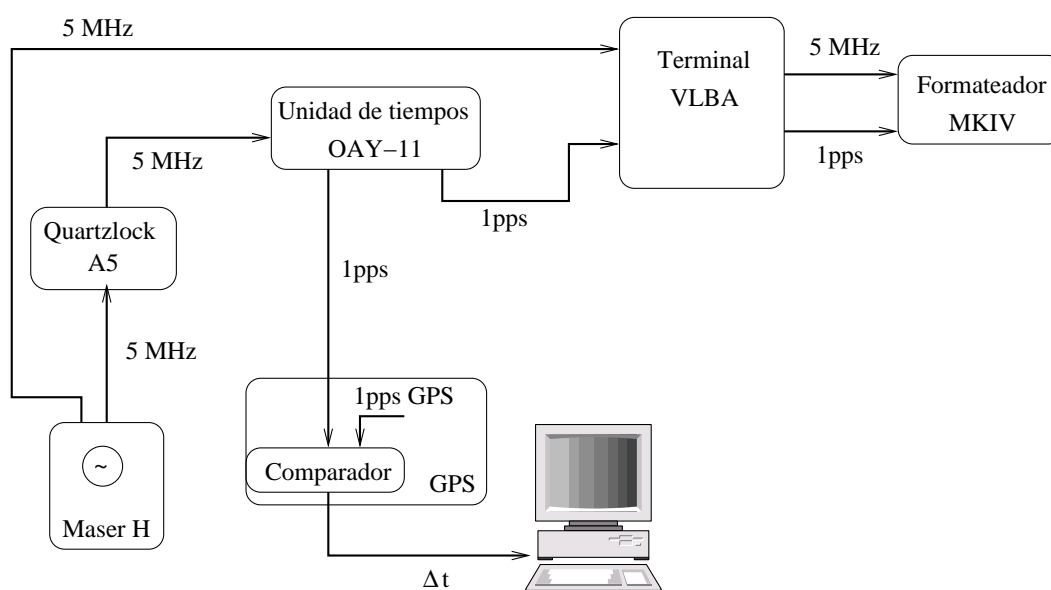 5 MHz
Terminal
VLBA
5 MHz
Formateador
MKIV
1pps
Unidad de tiempos
OAY−11
5 MHz
1pps
Quartzlock
A5
1pps
5 MHz
1pps GPS
Comparador
GPS
~
Maser H
Δt